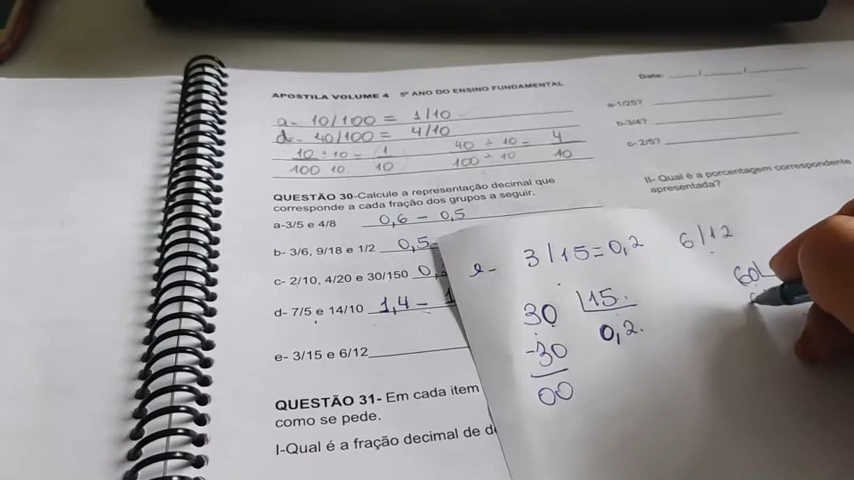 APOSTILA VOLUME 4 5º ANO DO ENSINO FUNDAMENTAL
a- 10/100 = 1/10
d- 40/100 = 4/10
10 ÷ 10 = 1 40 ÷ 10 = 4
100 10 10 100 ÷ 10 10
QUESTÃO 30-Calcule a representação decimal que
corresponde a cada fração dos grupos a seguir.
a-3/5 e 4/8 0,6 - 0,5
b- 3/6, 9/18 e 1/2 0,5-
c- 2/10, 4/20 e 30/150 0,
d- 7/5 e 14/10 1,4 -
e- 3/15 e 6/12
QUESTÃO 31- Em cada item
como se pede.
I-Qual é a fração decimal de
Data: / /
a-1/25?
b-3/4?
c- 2/5?
II- Qual é a porcentagem correspondente
apresentada?
e- 3/15=0,2 6/12
30 15
0,2
-30
00
60